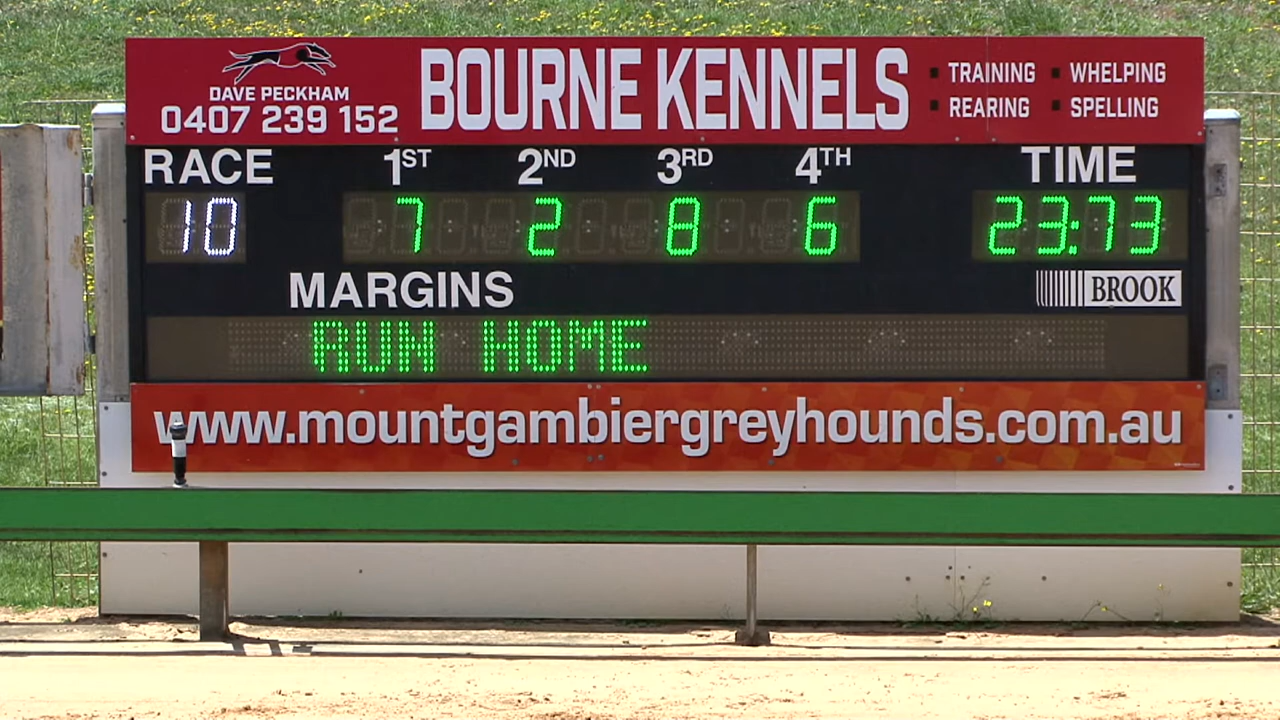 DAVE PECKHAM
0407 239 152
BOURNE KENNELS
TRAINING
WHELPING
REARING
SPELLING
RACE 1ST 2ND 3RD 4TH TIME
10 7 2 8 6 23:73
MARGINS
BROOK
RUN HOME
www.mountgambiergreyhounds.com.au